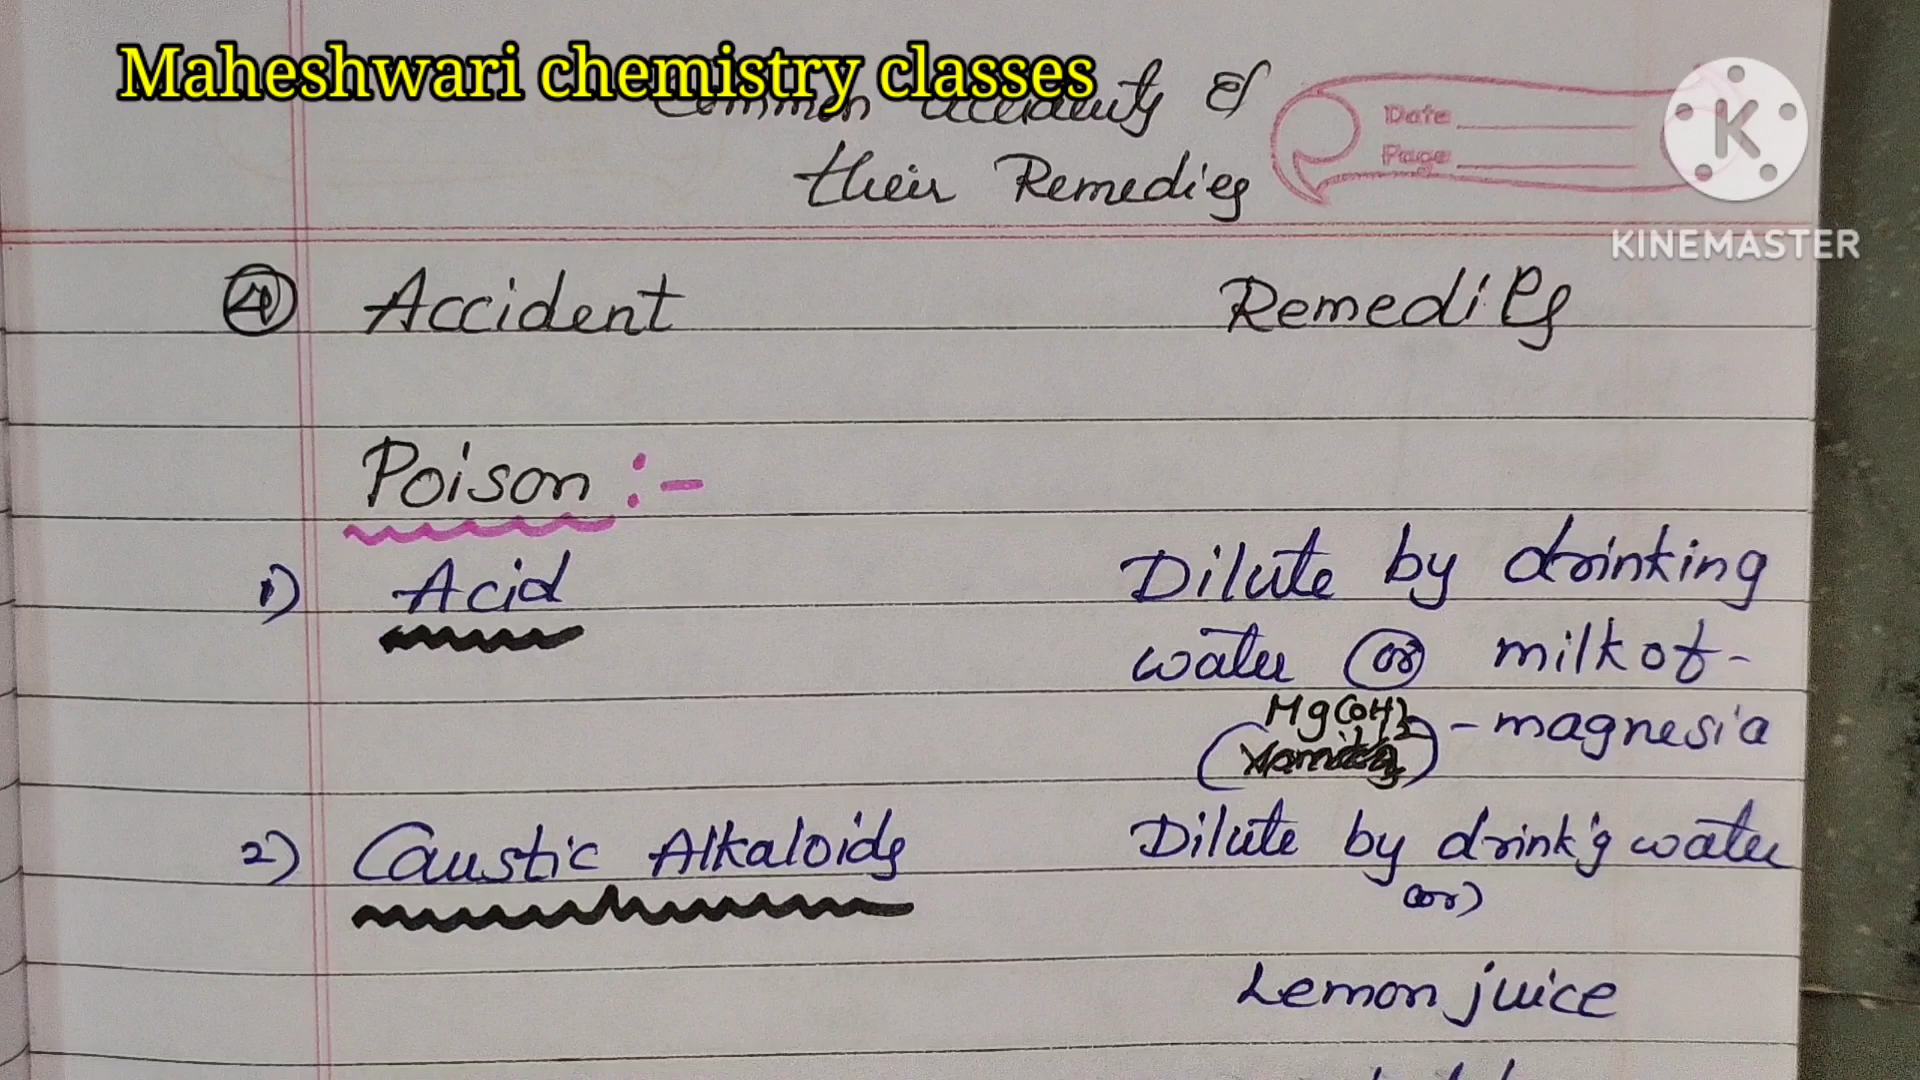 Maheshwari chemistry classes
Common &
their Remedies
Date
Page
K
KINEMASTER
4 Accident Remedies
Poison :-
1) Acid Dilute by drinking
water or milk of-
Mg(OH)2 -magnesia
2) Caustic Alkaloids Dilute by drink'g water
(or)
Lemon juice